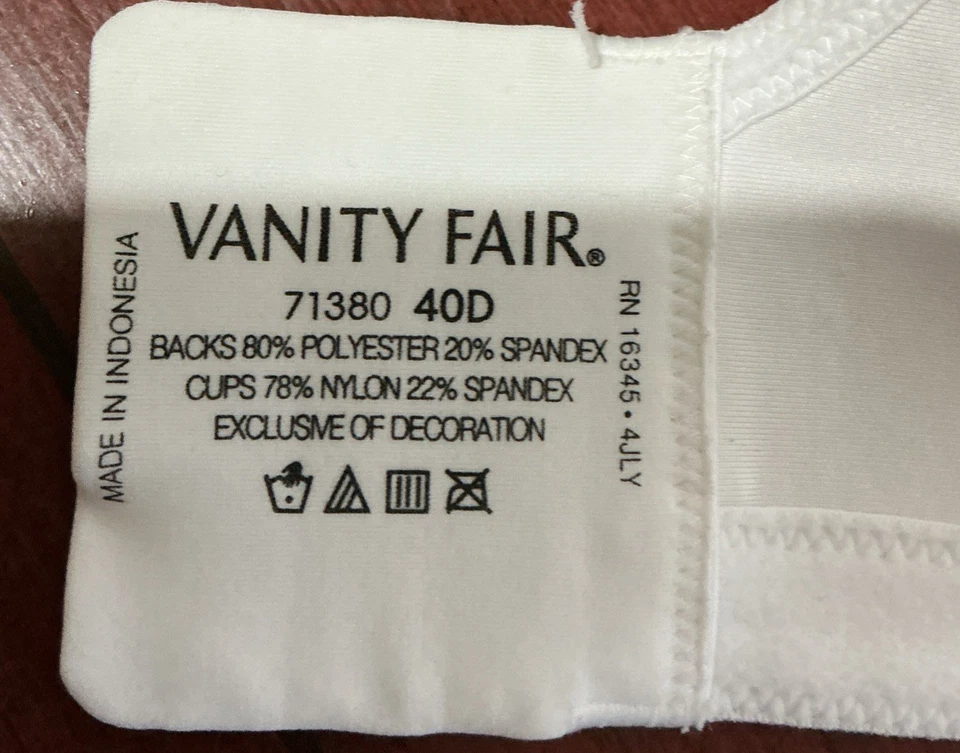 VANITY FAIR®
71380 40D
BACKS 80% POLYESTER 20% SPANDEX
CUPS 78% NYLON 22% SPANDEX
EXCLUSIVE OF DECORATION
MADE IN INDONESIA
RN 16345 • 4JLY